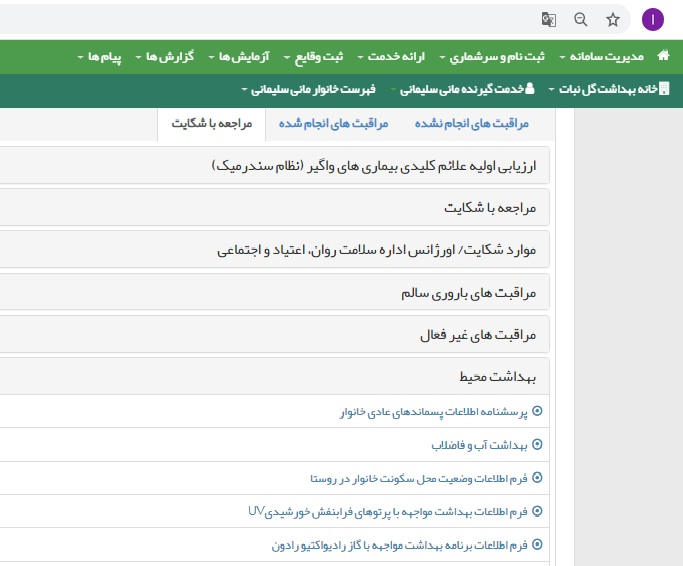 ا
مدیریت سامانه ثبت نام و سرشماري ارائه خدمت ثبت وقایع آزمایش ها گزارش ها پیام ها
خانه بهداشت گل نبات خدمت گیرنده مانی سلیمانی فهرست خانوار مانی سلیمانی
مراقبت های انجام نشده مراقبت های انجام شده مراجعه با شکایت
ارزیابی اولیه علائم کلیدی بیماری های واگیر (نظام سندرمیک)
مراجعه با شکایت
موارد شکایت/ اورژانس اداره سلامت روان، اعتیاد و اجتماعی
مراقبت های باروری سالم
مراقبت های غیر فعال
بهداشت محیط
پرسشنامه اطلاعات پسماندهای عادی خانوار
بهداشت آب و فاضلاب
فرم اطلاعات وضعیت محل سکونت خانوار در روستا
فرم اطلاعات بهداشت مواجهه با پرتوهای فرابنفش خورشیدی UV
فرم اطلاعات برنامه بهداشت مواجهه با گاز رادیواکتیو رادون